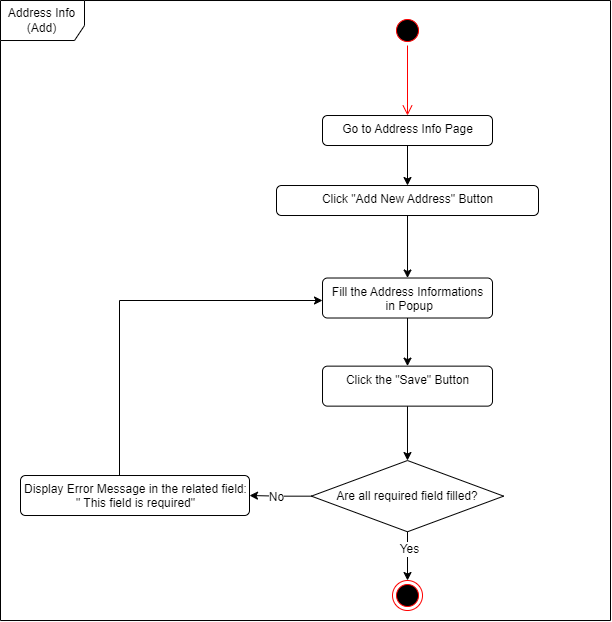 Address Info
(Add)
Go to Address Info Page
Click "Add New Address" Button
Fill the Address Informations
in Popup
Click the "Save" Button
Are all required field filled?
No
Display Error Message in the related field:
" This field is required"
Yes